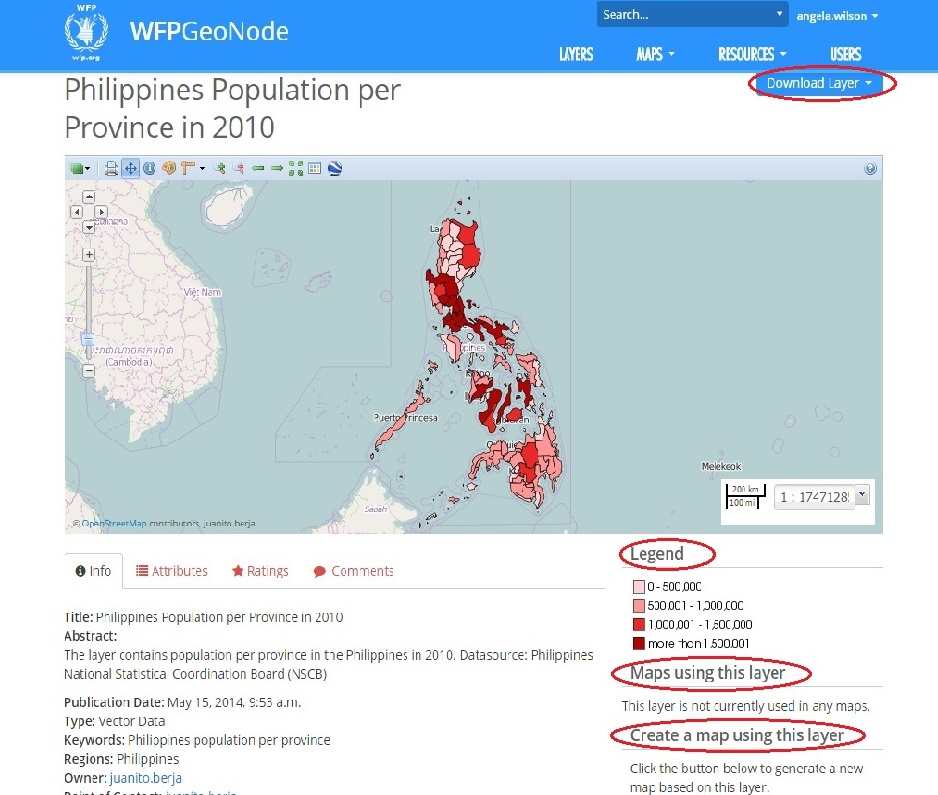 WFP
wfp.org
WFPGeoNode
Search...
angela.wilson
LAYERS MAPS RESOURCES USERS
Philippines Population per
Province in 2010
Download Layer
La
Việt Nam
(Cambodia)
Puerto Princesa
Melekeok
Sabah
200 km
100 mi
1 : 1747128
© OpenStreetMap contributors, juanito.berja
Info Attributes Ratings Comments
Title: Philippines Population per Province in 2010
Abstract:
The layer contains population per province in the Philippines in 2010. Datasource: Philippines
National Statistical Coordination Board (NSCB)
Publication Date: May 15, 2014, 9:53 a.m.
Type: Vector Data
Keywords: Philippines population per province
Regions: Philippines
Owner: juanito.berja
Point of Contact: juanito.berja
Legend
0 - 500,000
500,001 - 1,000,000
1,000,001 - 1,500,000
more than 1,500,001
Maps using this layer
This layer is not currently used in any maps.
Create a map using this layer
Click the button below to generate a new
map based on this layer.